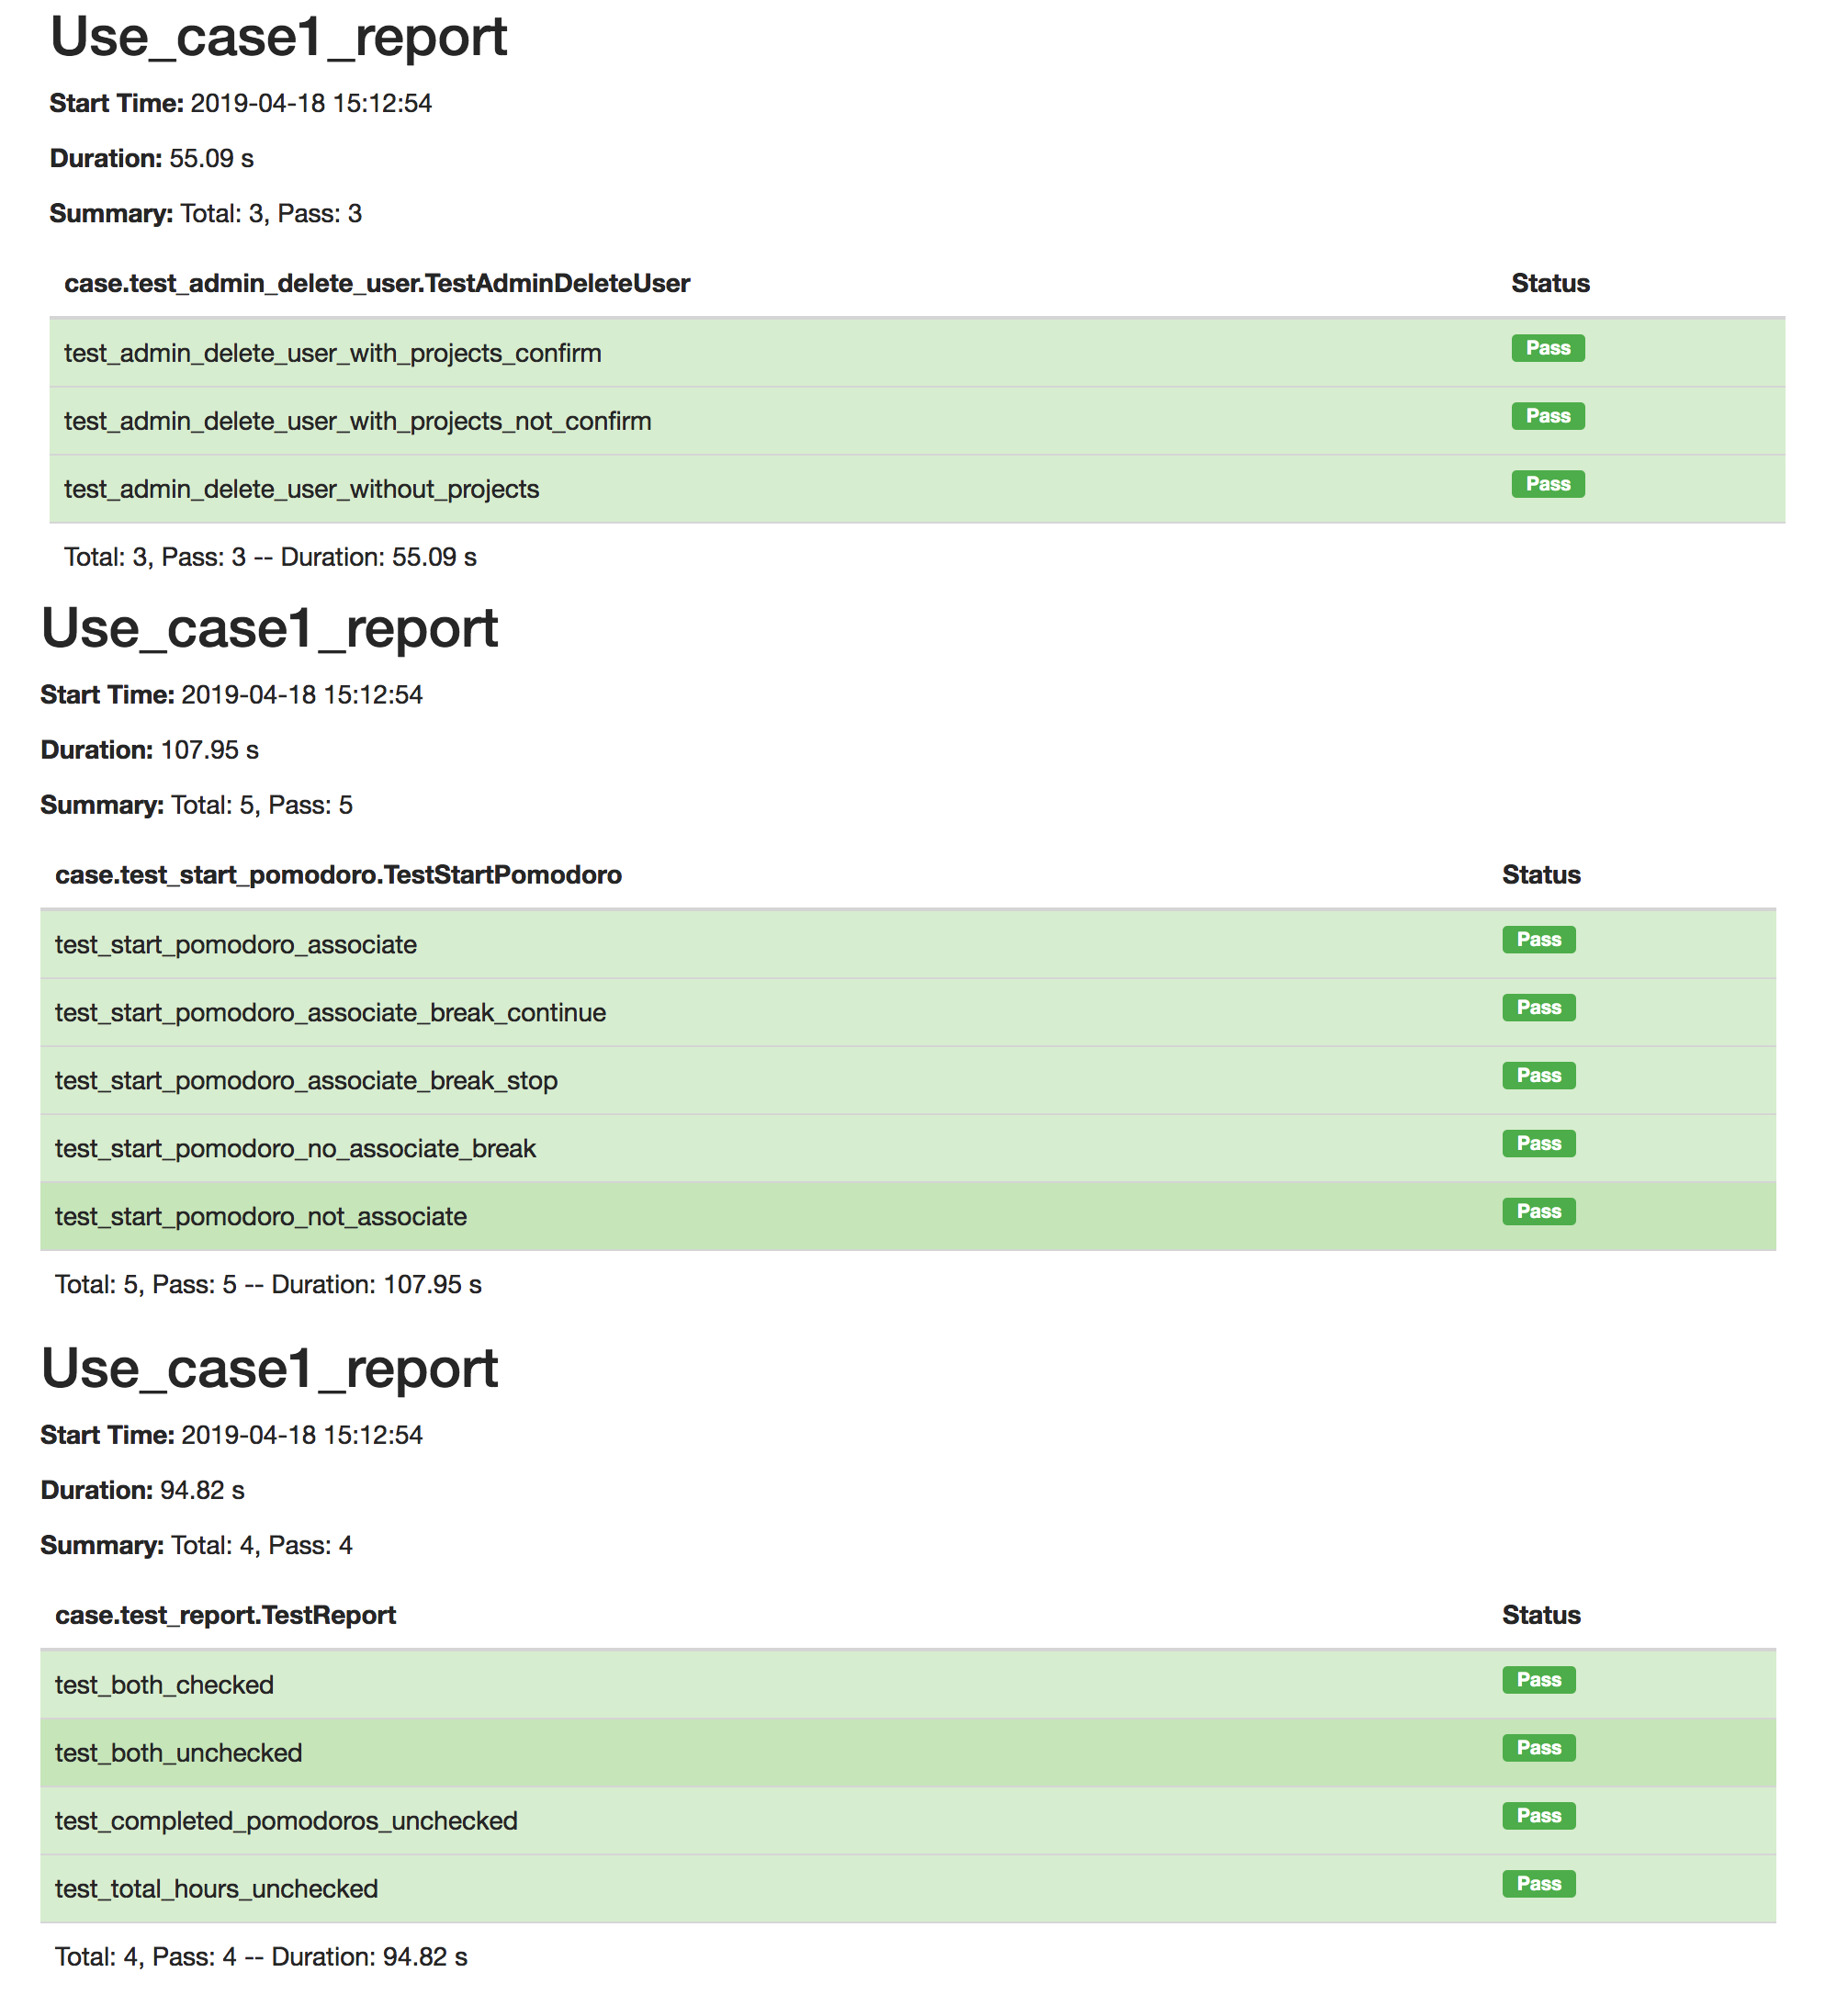 Use_case1_report
Start Time: 2019-04-18 15:12:54
Duration: 55.09 s
Summary: Total: 3, Pass: 3
case.test_admin_delete_user.TestAdminDeleteUser Status
test_admin_delete_user_with_projects_confirm Pass
test_admin_delete_user_with_projects_not_confirm Pass
test_admin_delete_user_without_projects Pass
Total: 3, Pass: 3 -- Duration: 55.09 s
Use_case1_report
Start Time: 2019-04-18 15:12:54
Duration: 107.95 s
Summary: Total: 5, Pass: 5
case.test_start_pomodoro.TestStartPomodoro Status
test_start_pomodoro_associate Pass
test_start_pomodoro_associate_break_continue Pass
test_start_pomodoro_associate_break_stop Pass
test_start_pomodoro_no_associate_break Pass
test_start_pomodoro_not_associate Pass
Total: 5, Pass: 5 -- Duration: 107.95 s
Use_case1_report
Start Time: 2019-04-18 15:12:54
Duration: 94.82 s
Summary: Total: 4, Pass: 4
case.test_report.TestReport Status
test_both_checked Pass
test_both_unchecked Pass
test_completed_pomodoros_unchecked Pass
test_total_hours_unchecked Pass
Total: 4, Pass: 4 -- Duration: 94.82 s